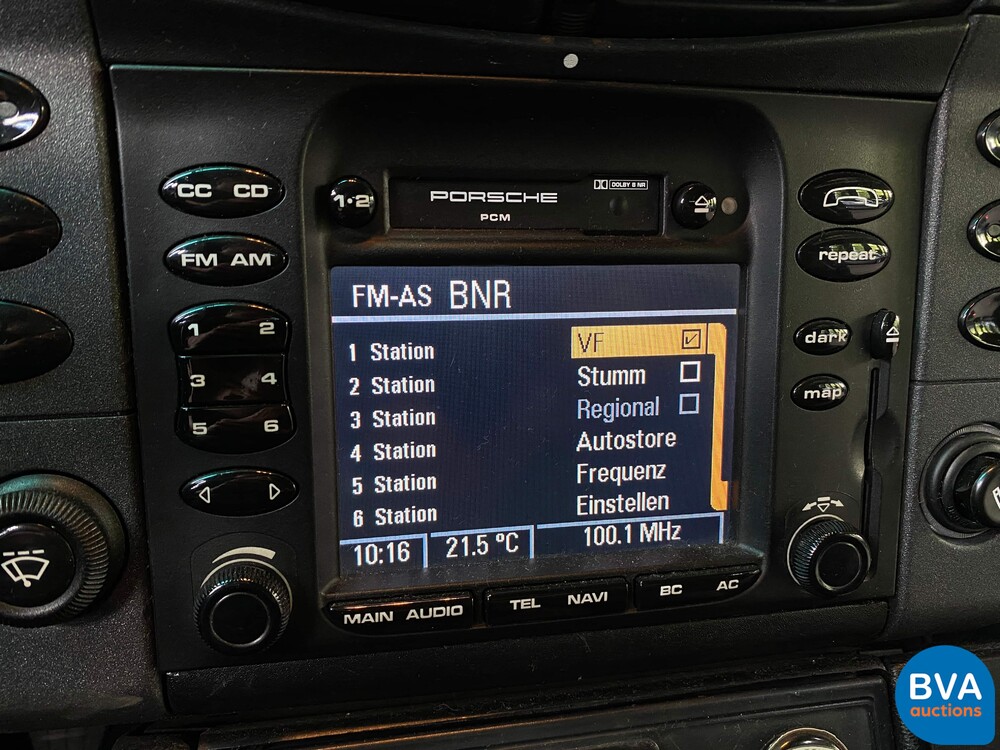 CC CD
1•2
PORSCHE
DOLBY B NR
PCM
FM AM
repeat
FM-AS BNR
1 2
3 4
5 6
1 Station
2 Station
3 Station
4 Station
5 Station
6 Station
VF
Stumm
Regional
Autostore
Frequenz
Einstellen
10:16
21.5 ºC
100.1 MHz
dark
map
MAIN AUDIO
TEL NAVI
BC AC
BVA
auctions